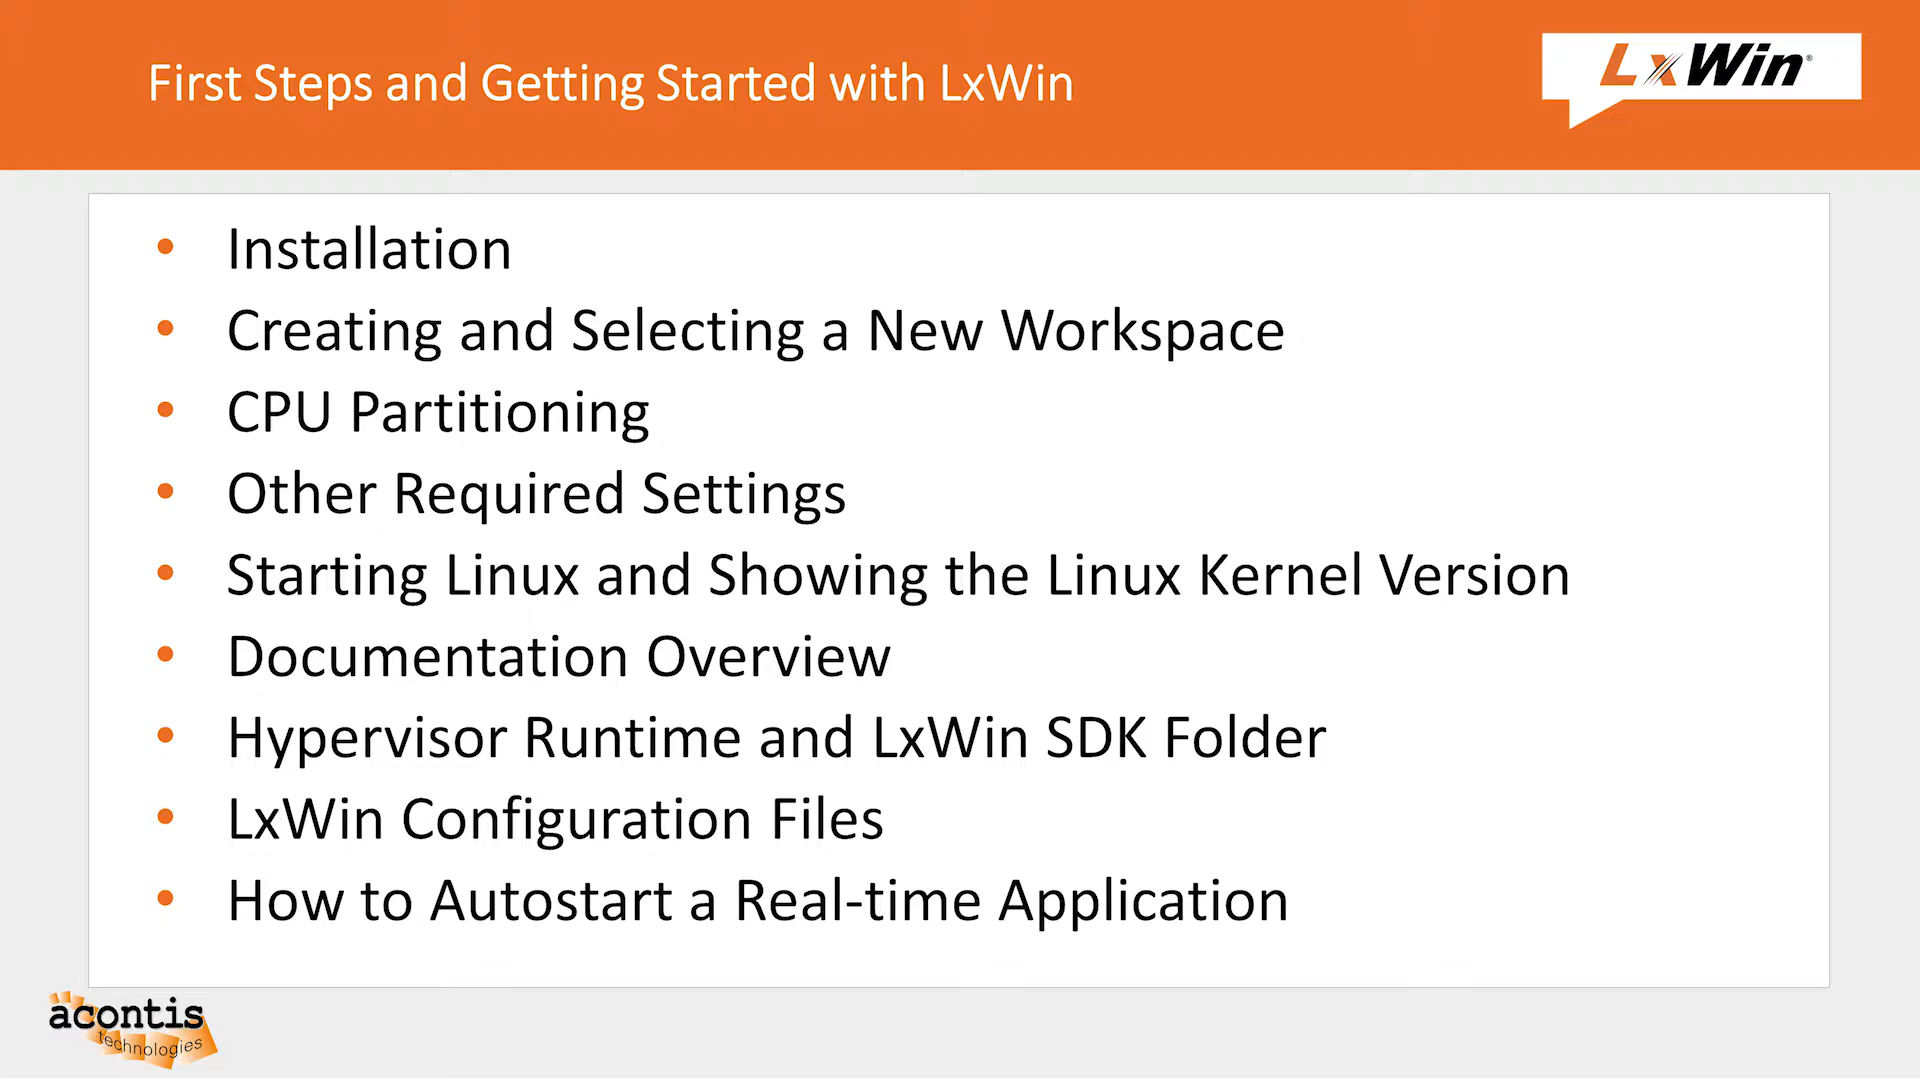 First Steps and Getting Started with LxWin
LxWin®
• Installation
• Creating and Selecting a New Workspace
• CPU Partitioning
• Other Required Settings
• Starting Linux and Showing the Linux Kernel Version
• Documentation Overview
• Hypervisor Runtime and LxWin SDK Folder
• LxWin Configuration Files
• How to Autostart a Real-time Application
acontis
technologies